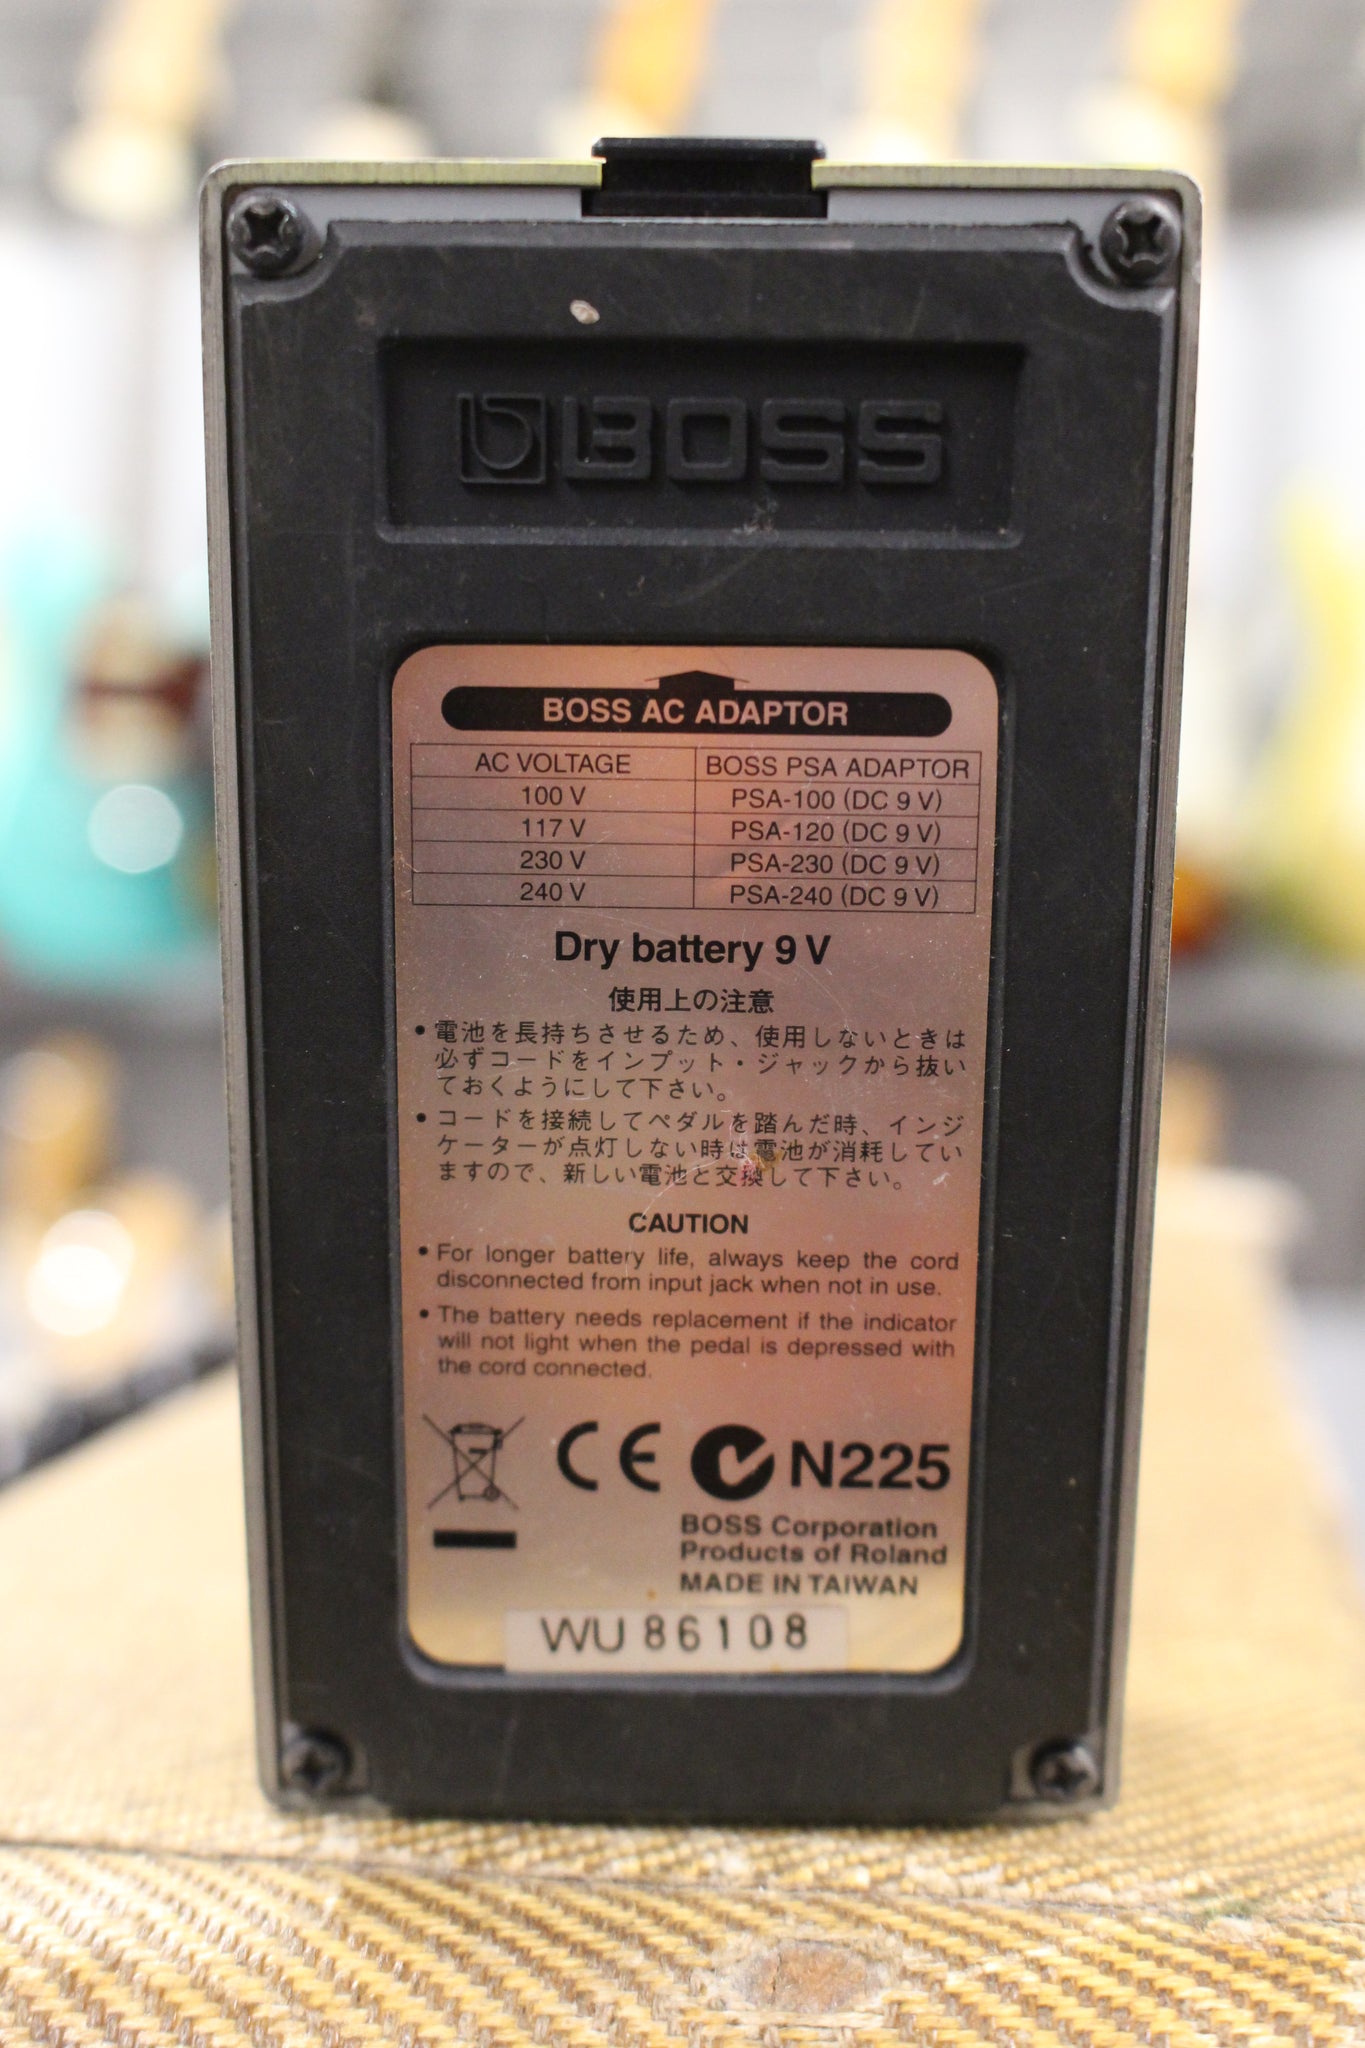 BOSS
BOSS AC ADAPTOR
AC VOLTAGE BOSS PSA ADAPTOR
100 V PSA-100 (DC 9 V)
117 V PSA-120 (DC 9 V)
230 V PSA-230 (DC 9 V)
240 V PSA-240 (DC 9 V)
Dry battery 9 V
使用上の注意
• 電池を長持ちさせるため、使用しないときは
必ずコードをインプット・ジャックから抜い
ておくようにして下さい。
• コードを接続してペダルを踏んだ時、インジ
ケーターが点灯しない時は電池が消耗してい
ますので、新しい電池と交換して下さい。
CAUTION
• For longer battery life, always keep the cord
disconnected from input jack when not in use.
• The battery needs replacement if the indicator
will not light when the pedal is depressed with
the cord connected.
CE N225
BOSS Corporation
Products of Roland
MADE IN TAIWAN
WU 86108